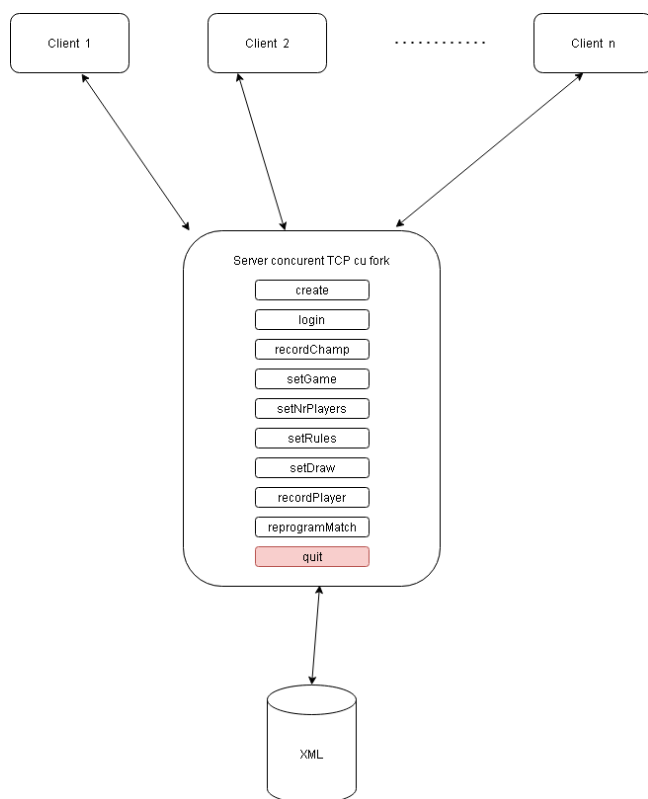 Client 1
Client 2
Client n
Server concurent TCP cu fork
create
login
recordChamp
setGame
setNrPlayers
setRules
setDraw
recordPlayer
reprogramMatch
quit
XML